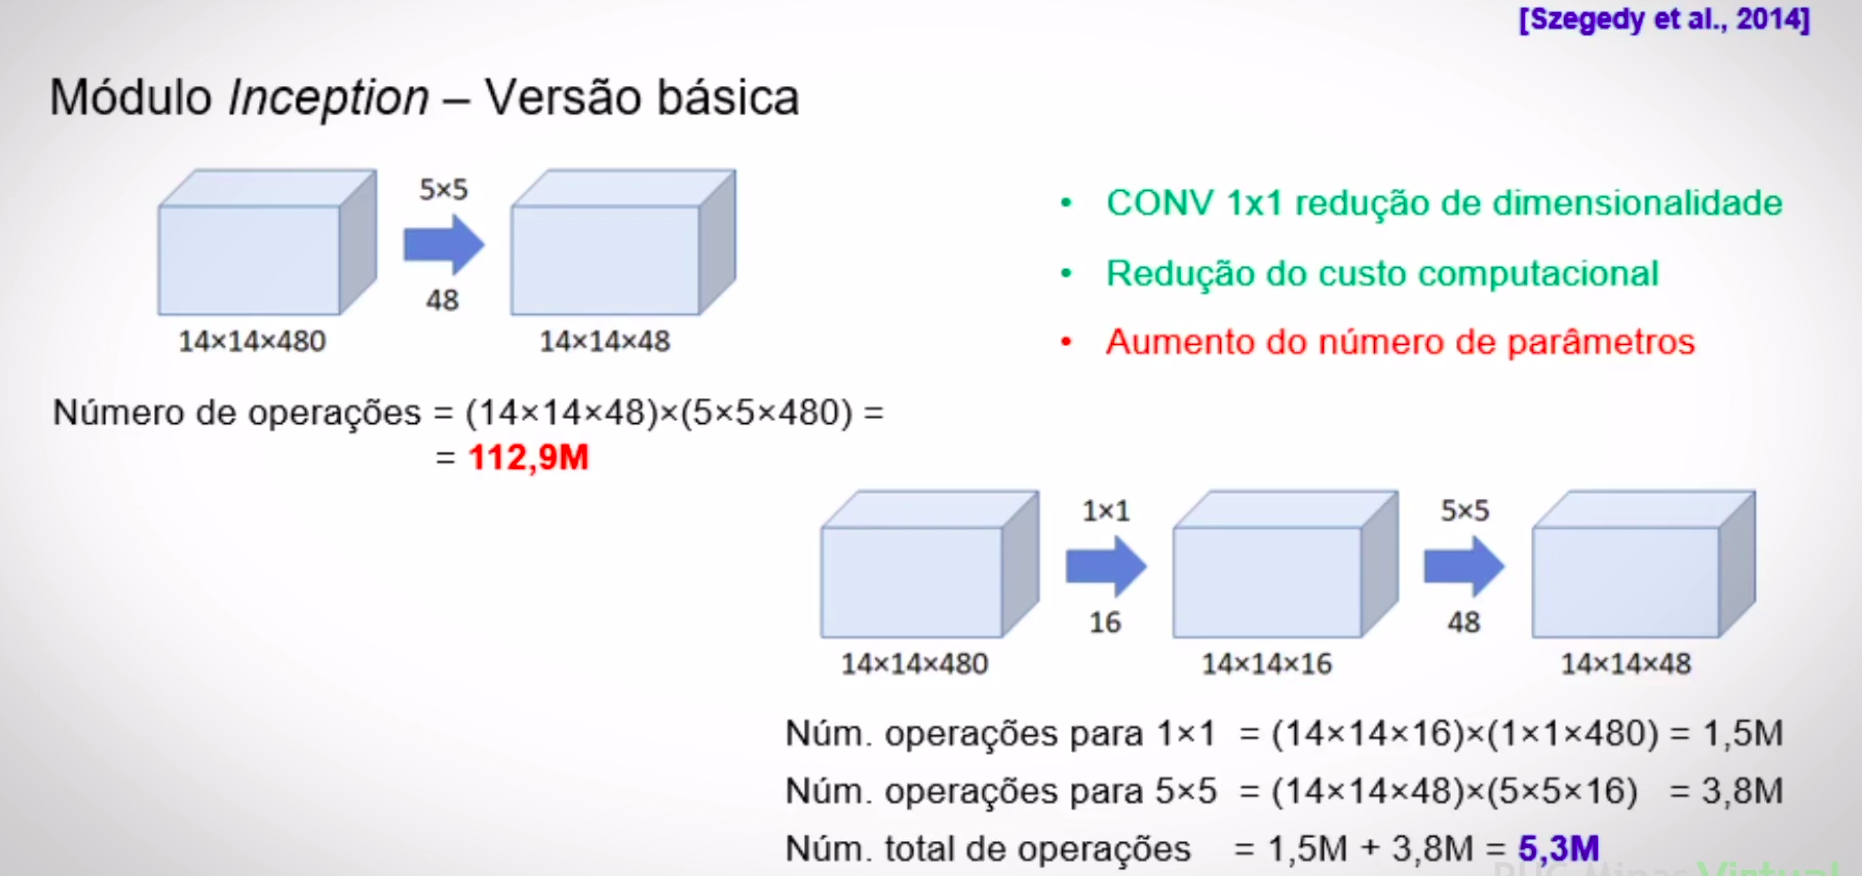 [Szegedy et al., 2014]
Módulo Inception – Versão básica
5×5
48
14×14×480
14×14×48
• CONV 1x1 redução de dimensionalidade
• Redução do custo computacional
• Aumento do número de parâmetros
Número de operações = (14×14×48)×(5×5×480) =
= 112,9M
1×1
5×5
16
48
14×14×480
14×14×16
14×14×48
Núm. operações para 1×1 = (14×14×16)×(1×1×480) = 1,5M
Núm. operações para 5×5 = (14×14×48)×(5×5×16) = 3,8M
Núm. total de operações = 1,5M + 3,8M = 5,3M
PUC Minas Virtual